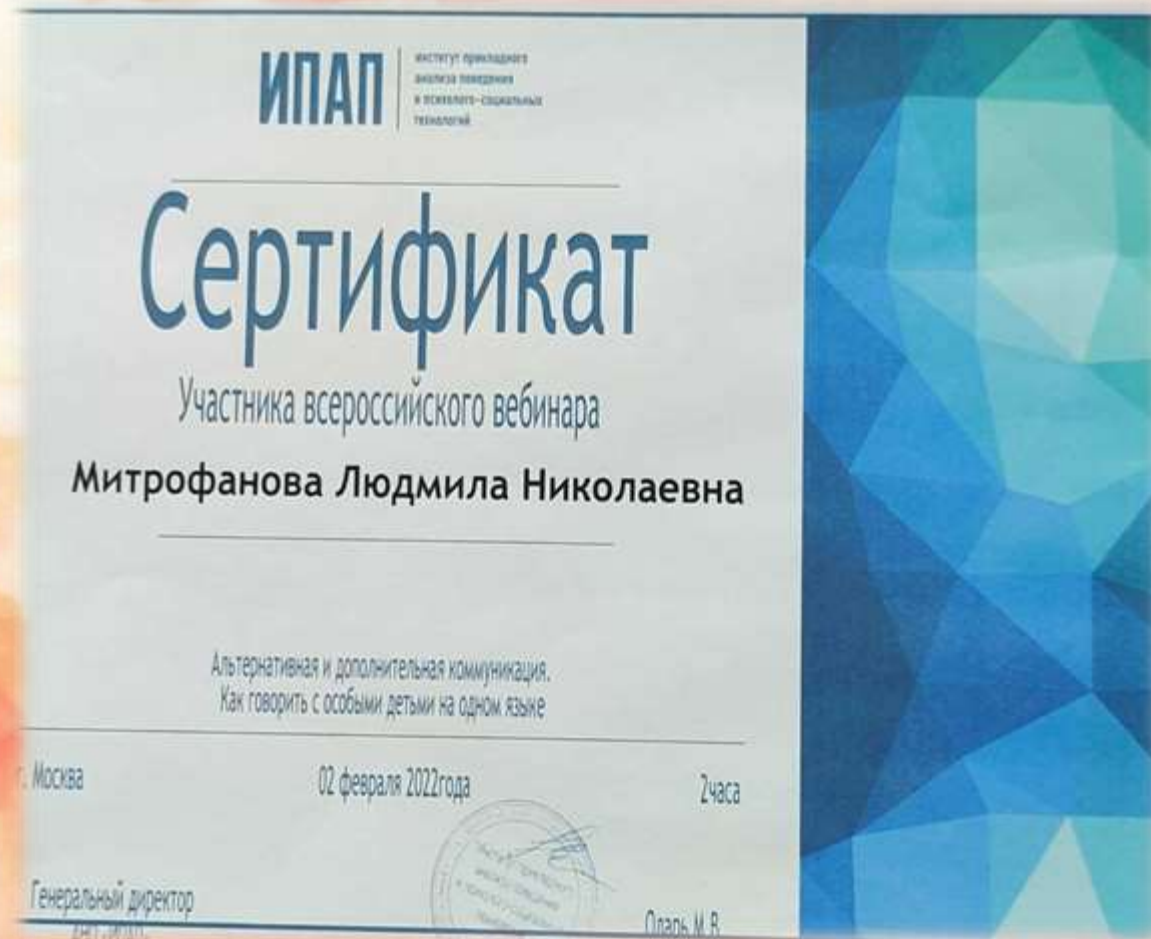 ИПАП
институт прикладного
анализа поведения
и психолого-социальных
технологий
Сертификат
Участника всероссийского вебинара
Митрофанова Людмила Николаевна
Альтернативная и дополнительная коммуникация.
Как говорить с особыми детьми на одном языке
г. Москва 02 февраля 2022года 2часа
Генеральный директор